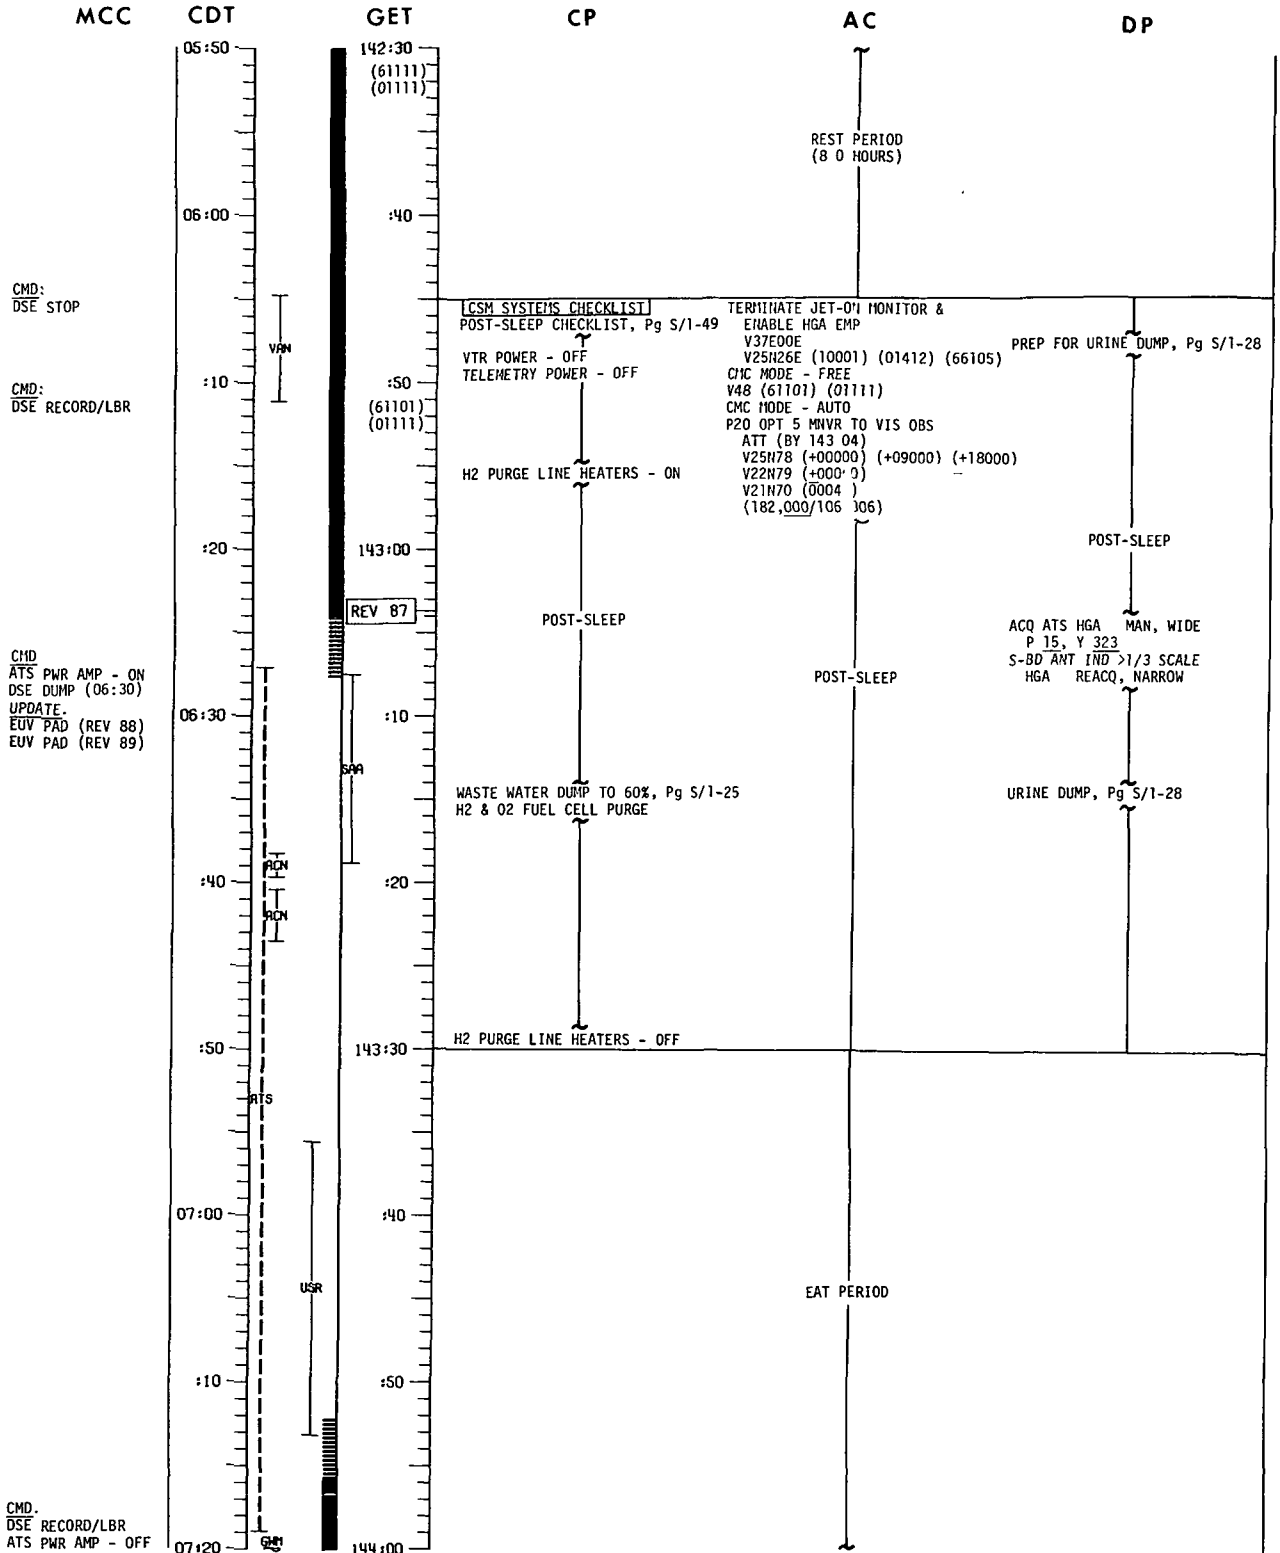 MCC CDT GET CP AC DP
05:50
142:30
(61111)
(01111)
REST PERIOD
(8 0 HOURS)
06:00
:40
CMD:
DSE STOP
VAN
CSM SYSTEMS CHECKLIST
POST-SLEEP CHECKLIST, Pg S/1-49
VTR POWER - OFF
TELEMETRY POWER - OFF
TERMINATE JET-ON MONITOR &
ENABLE HGA EMP
V37E00E
V25N26E (10001) (01412) (66105)
CMC MODE - FREE
V48 (61101) (01111)
CMC MODE - AUTO
P20 OPT 5 MNVR TO VIS OBS
ATT (BY 143 04)
V25N78 (+00000) (+09000) (+18000)
V22N79 (+000 0)
V21N70 (0004 )
(182,000/106 006)
PREP FOR URINE DUMP, Pg S/1-28
:10
:50
CMD:
DSE RECORD/LBR
(61101)
(01111)
H2 PURGE LINE HEATERS - ON
:20
143:00
POST-SLEEP
REV 87
POST-SLEEP
ACQ ATS HGA MAN, WIDE
P 15, Y 323
S-BD ANT IND >1/3 SCALE
HGA REACQ, NARROW
CMD
ATS PWR AMP - ON
DSE DUMP (06:30)
UPDATE.
EUV PAD (REV 88)
EUV PAD (REV 89)
POST-SLEEP
06:30
:10
SAA
WASTE WATER DUMP TO 60%, Pg S/1-25
H2 & O2 FUEL CELL PURGE
URINE DUMP, Pg S/1-28
ACN
:40
:20
ACN
H2 PURGE LINE HEATERS - OFF
:50
143:30
ATS
07:00
:40
USR
EAT PERIOD
:10
:50
CMD.
DSE RECORD/LBR
ATS PWR AMP - OFF
07:20
GWM
144:00